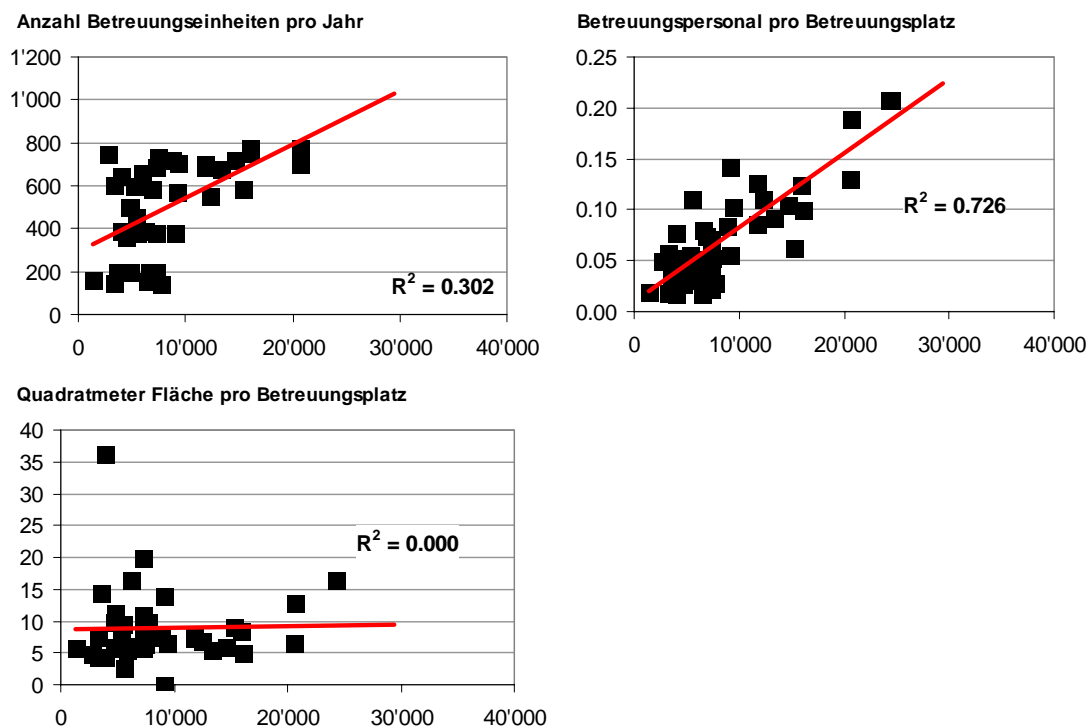 Anzahl Betreuungseinheiten pro Jahr
1'200
1'000
800
600
400
200
0
R² = 0.302
0 10'000 20'000 30'000 40'000
Betreuungspersonal pro Betreuungsplatz
0.25
0.20
0.15
0.10
0.05
0.00
R² = 0.726
0 10'000 20'000 30'000 40'000
Quadratmeter Fläche pro Betreuungsplatz
40
35
30
25
20
15
10
5
0
R² = 0.000
0 10'000 20'000 30'000 40'000